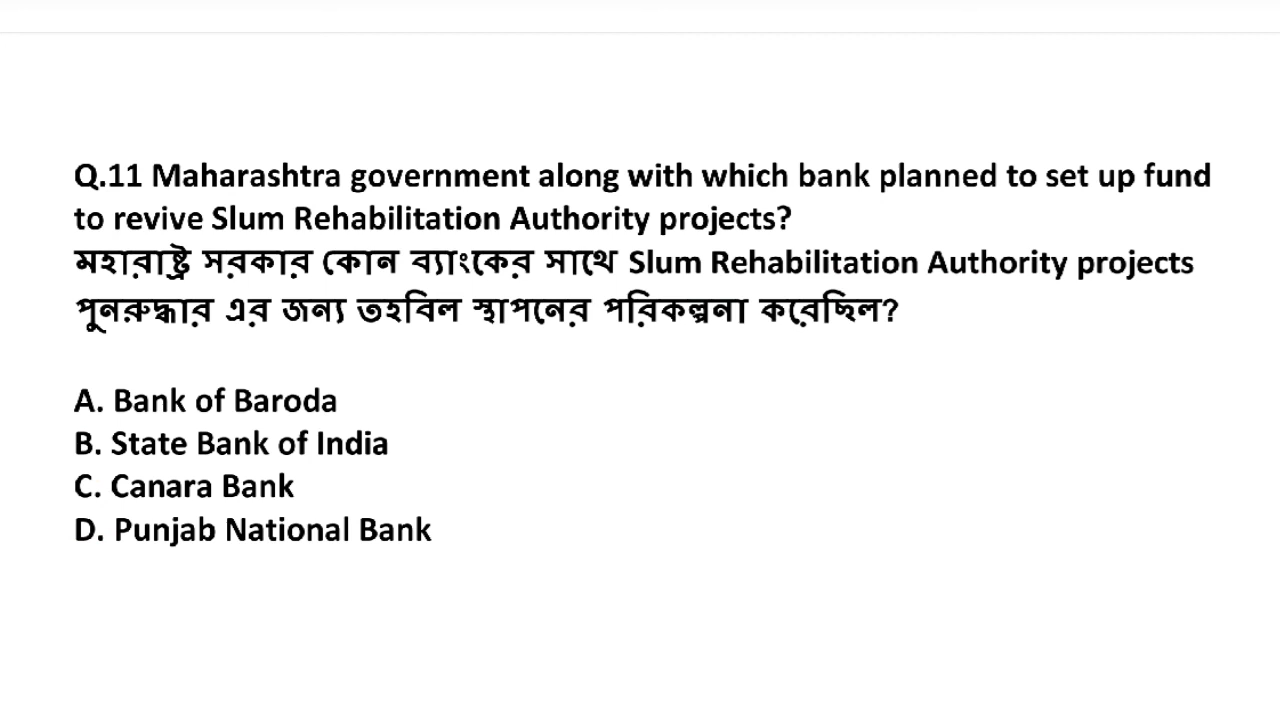 Q.11 Maharashtra government along with which bank planned to set up fund
to revive Slum Rehabilitation Authority projects?
মহারাষ্ট্র সরকার কোন ব্যাংকের সাথে Slum Rehabilitation Authority projects
পুনরুদ্ধার এর জন্য তহবিল স্থাপনের পরিকল্পনা করেছিল?
A. Bank of Baroda
B. State Bank of India
C. Canara Bank
D. Punjab National Bank